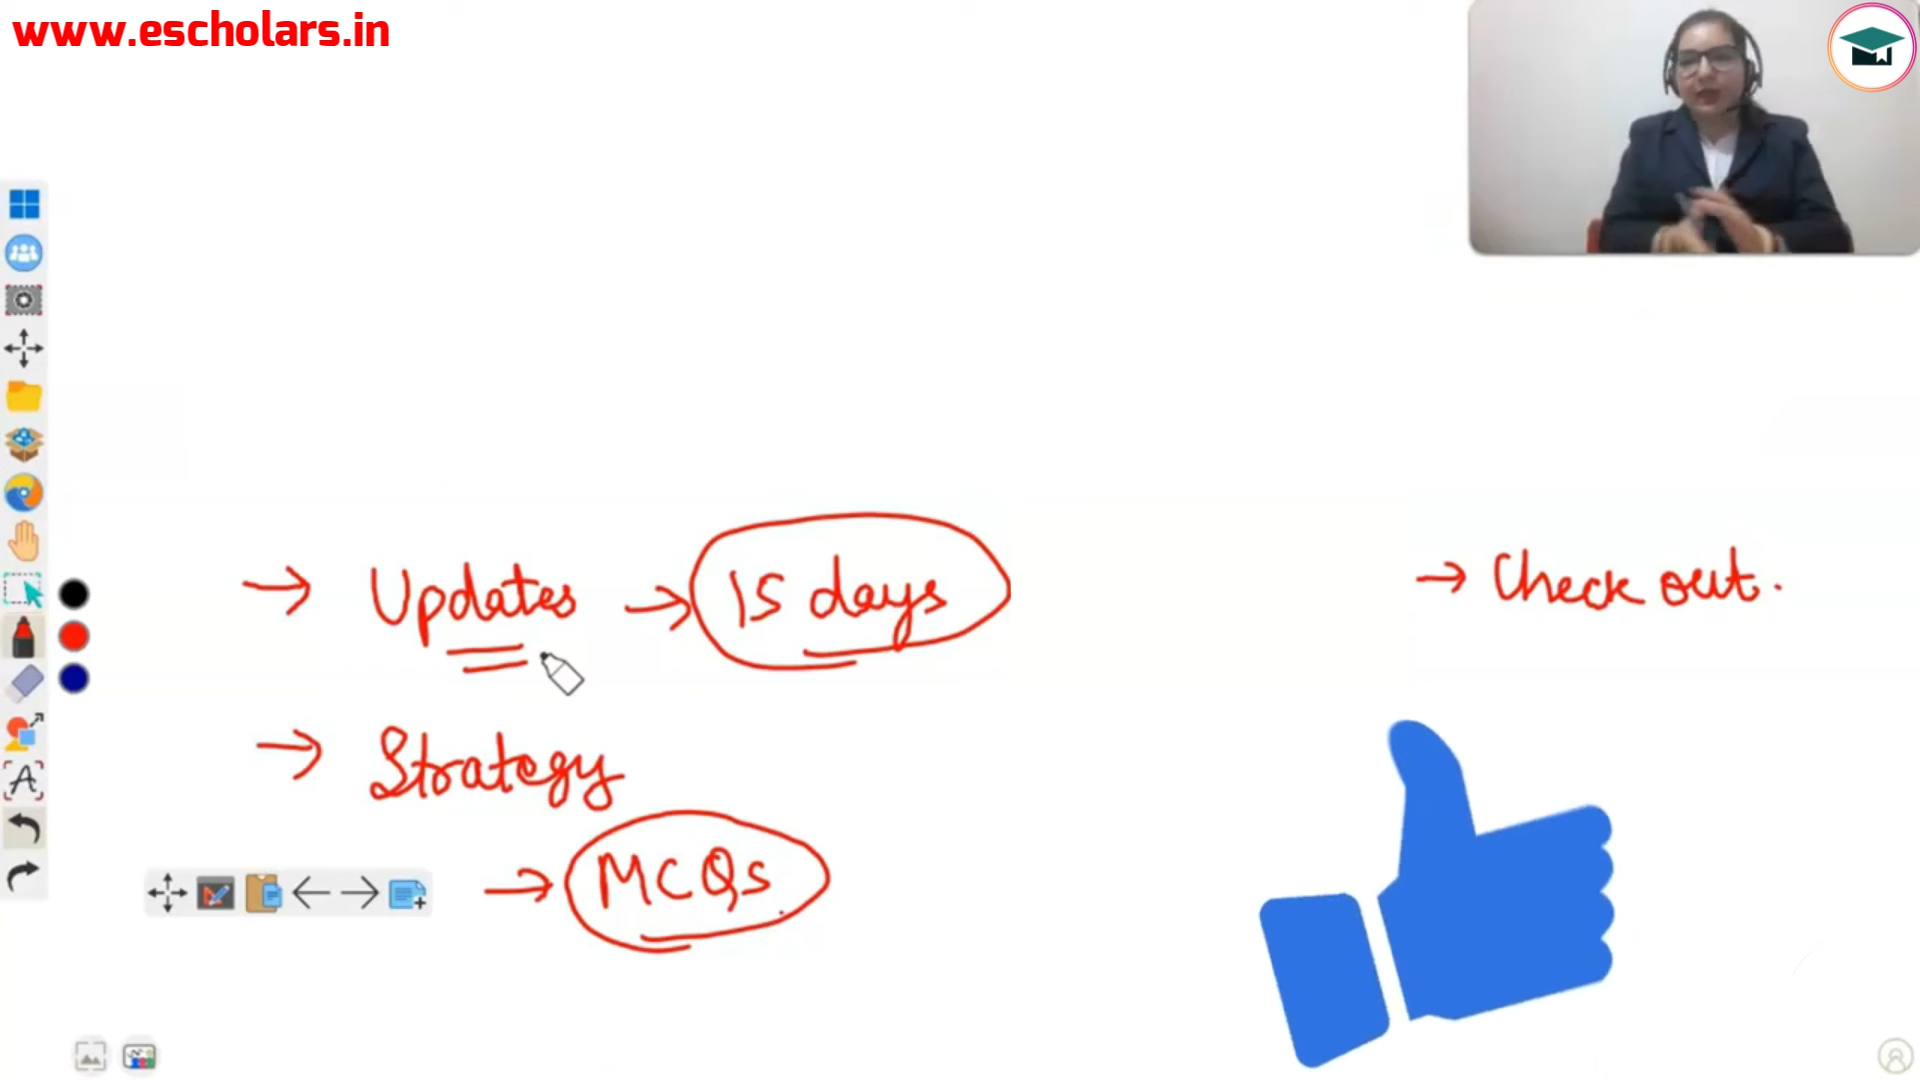 www.escholars.in
→ Updates → 15 days
→ Check out.
→ Strategy
→ MCQs